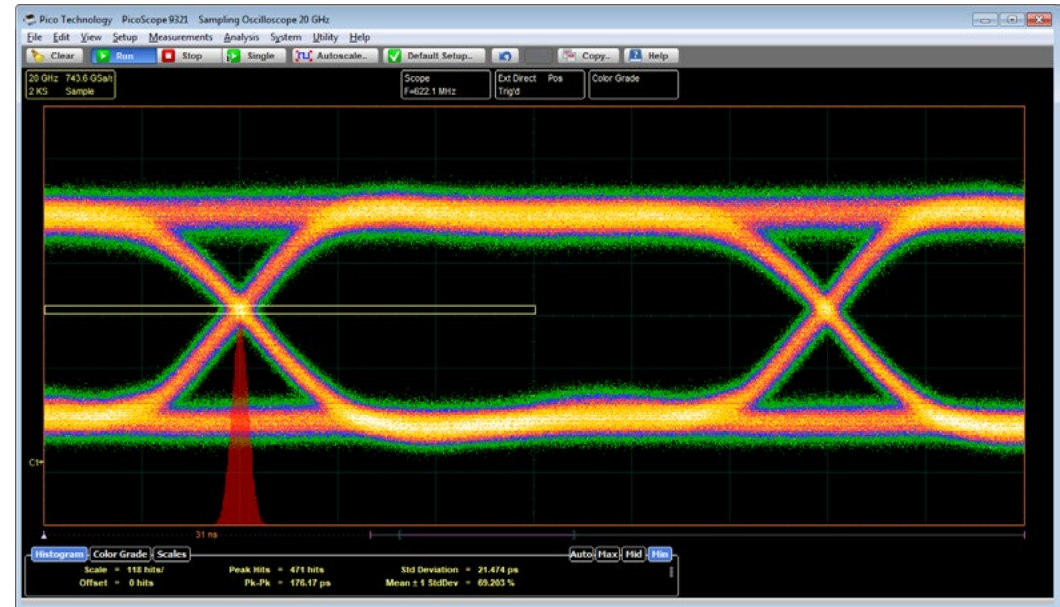 Pico Technology PicoScope 9321 Sampling Oscilloscope 20 GHz
File Edit View Setup Measurements Analysis System Utility Help
Clear Run Stop Single Autoscale... Default Setup... Copy... Help
20 GHz 743.6 GSa/s Scope Ext Direct Pos Color Grade
2 KS Sample F=622.1 MHz Trig'd
C1
31 ns
Histogram Color Grade Scales Auto Max Mid Min
Scale = 118 hits/ Peak Hits = 471 hits Std Deviation = 21.474 ps
Offset = 0 hits Pk-Pk = 176.17 ps Mean ± 1 StdDev = 69.203 %